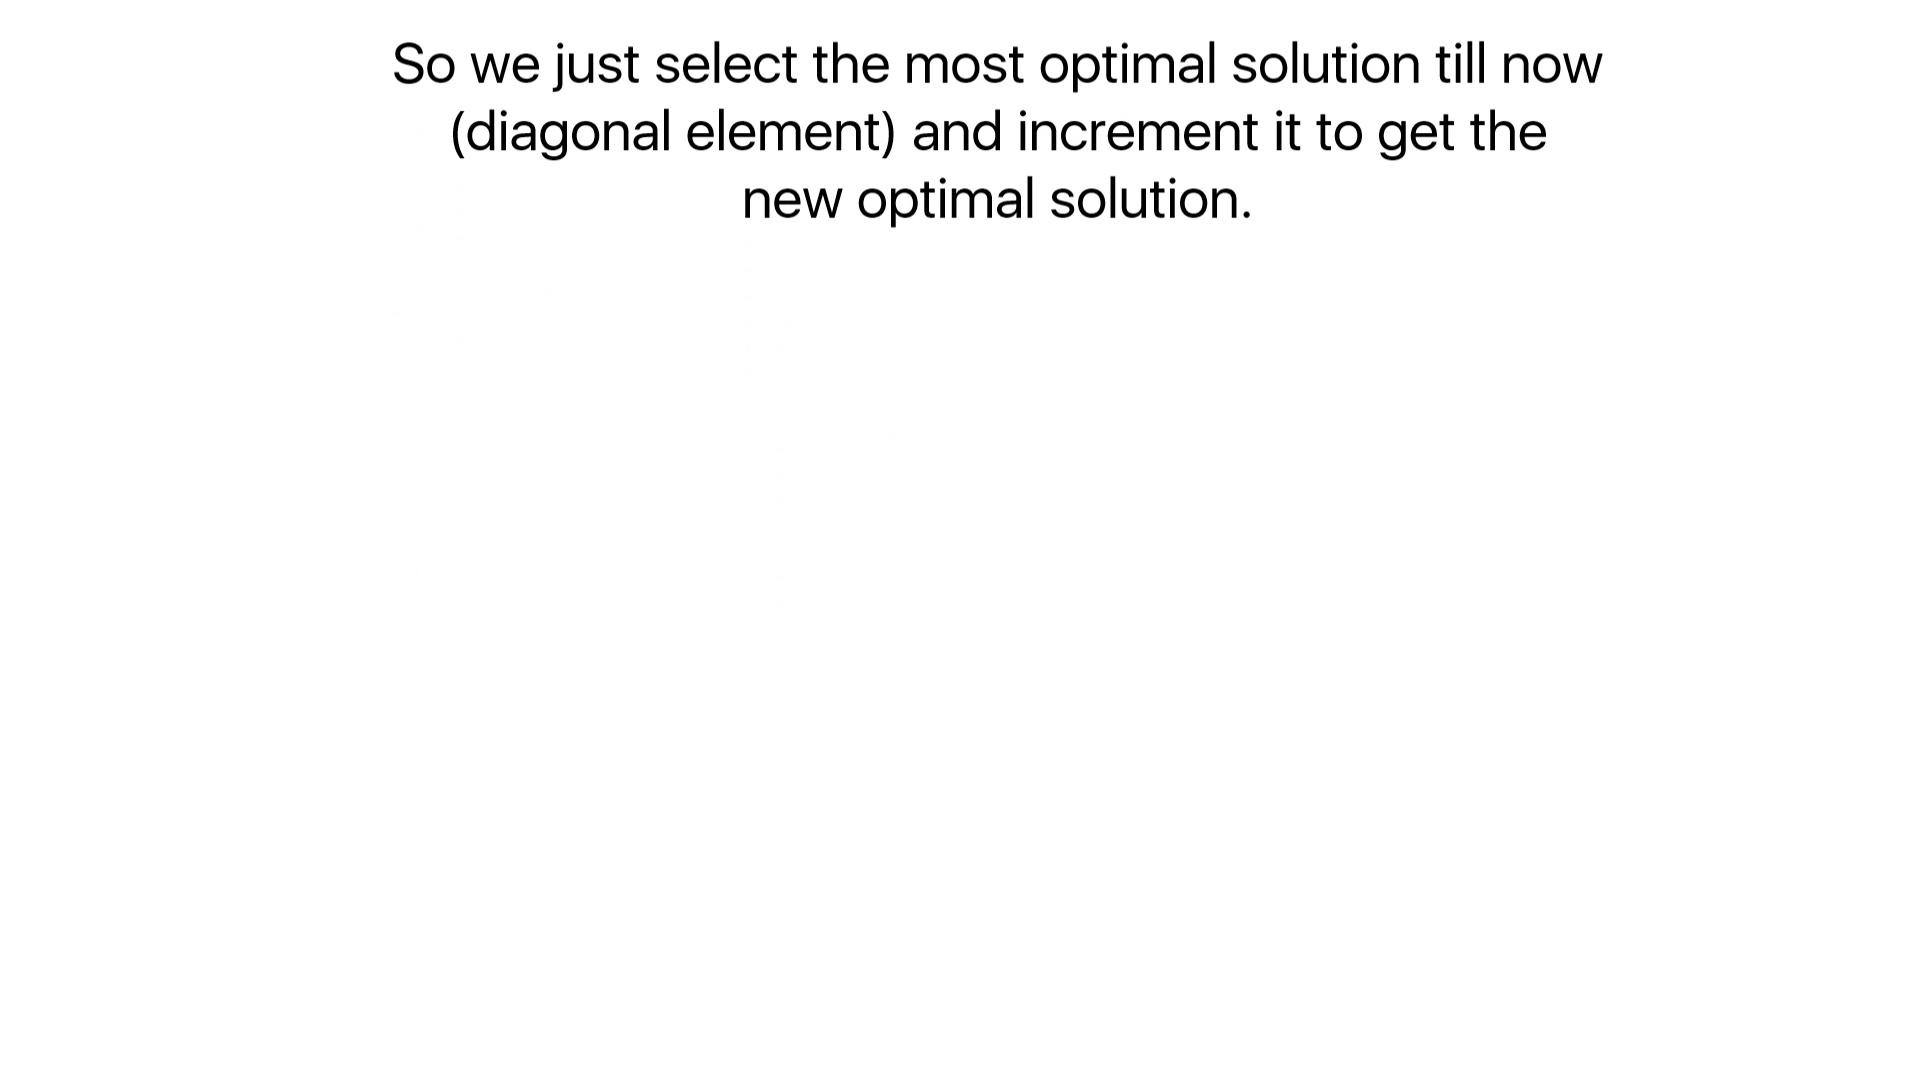 So we just select the most optimal solution till now
(diagonal element) and increment it to get the
new optimal solution.